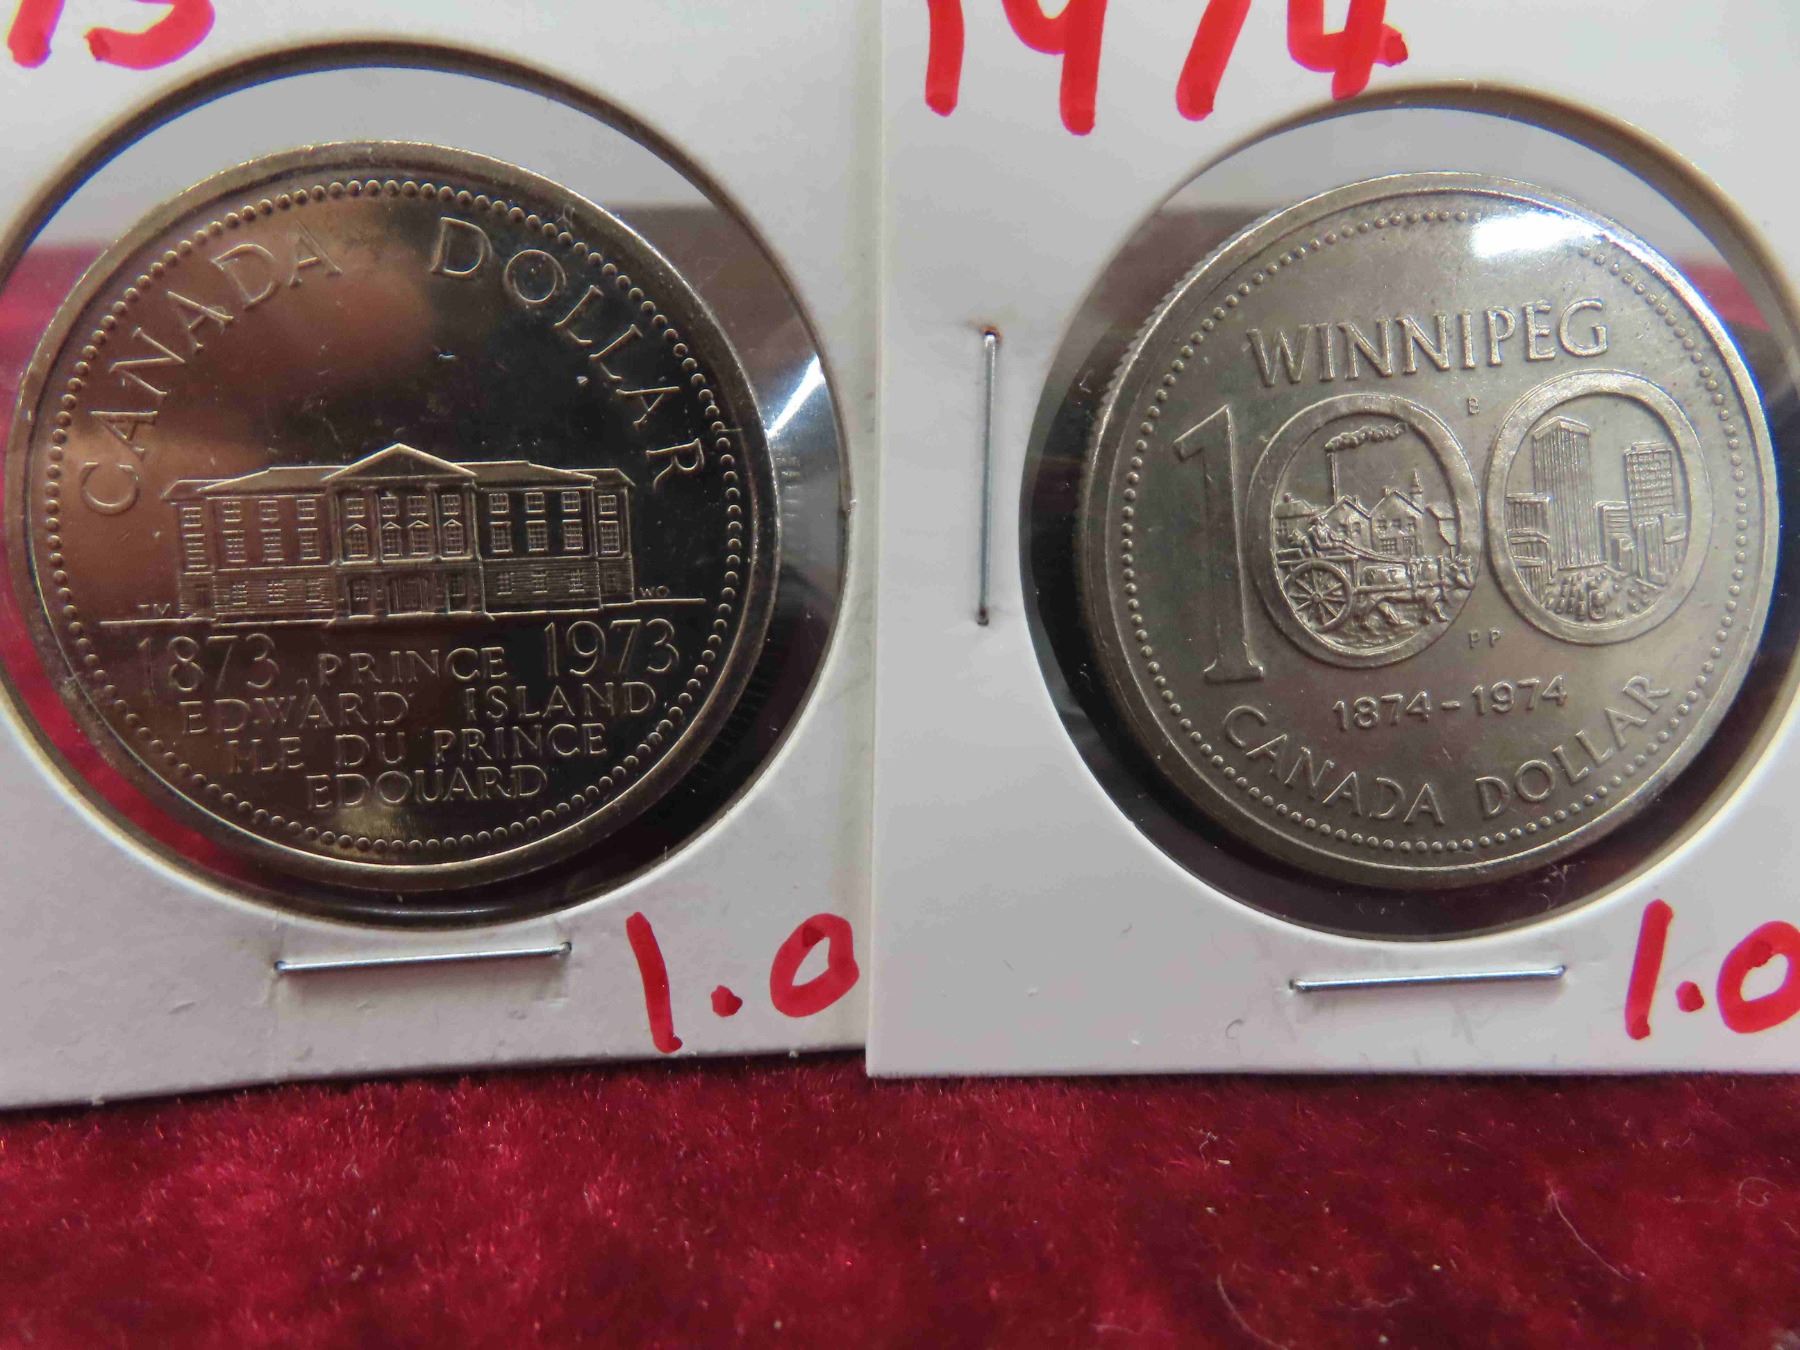 1974
CANADA DOLLAR
TM
WO
1873 PRINCE 1973
EDWARD ISLAND
ILE DU PRINCE
EDOUARD
1.0
WINNIPEG
B
100
PP
1874-1974
CANADA DOLLAR
1.0